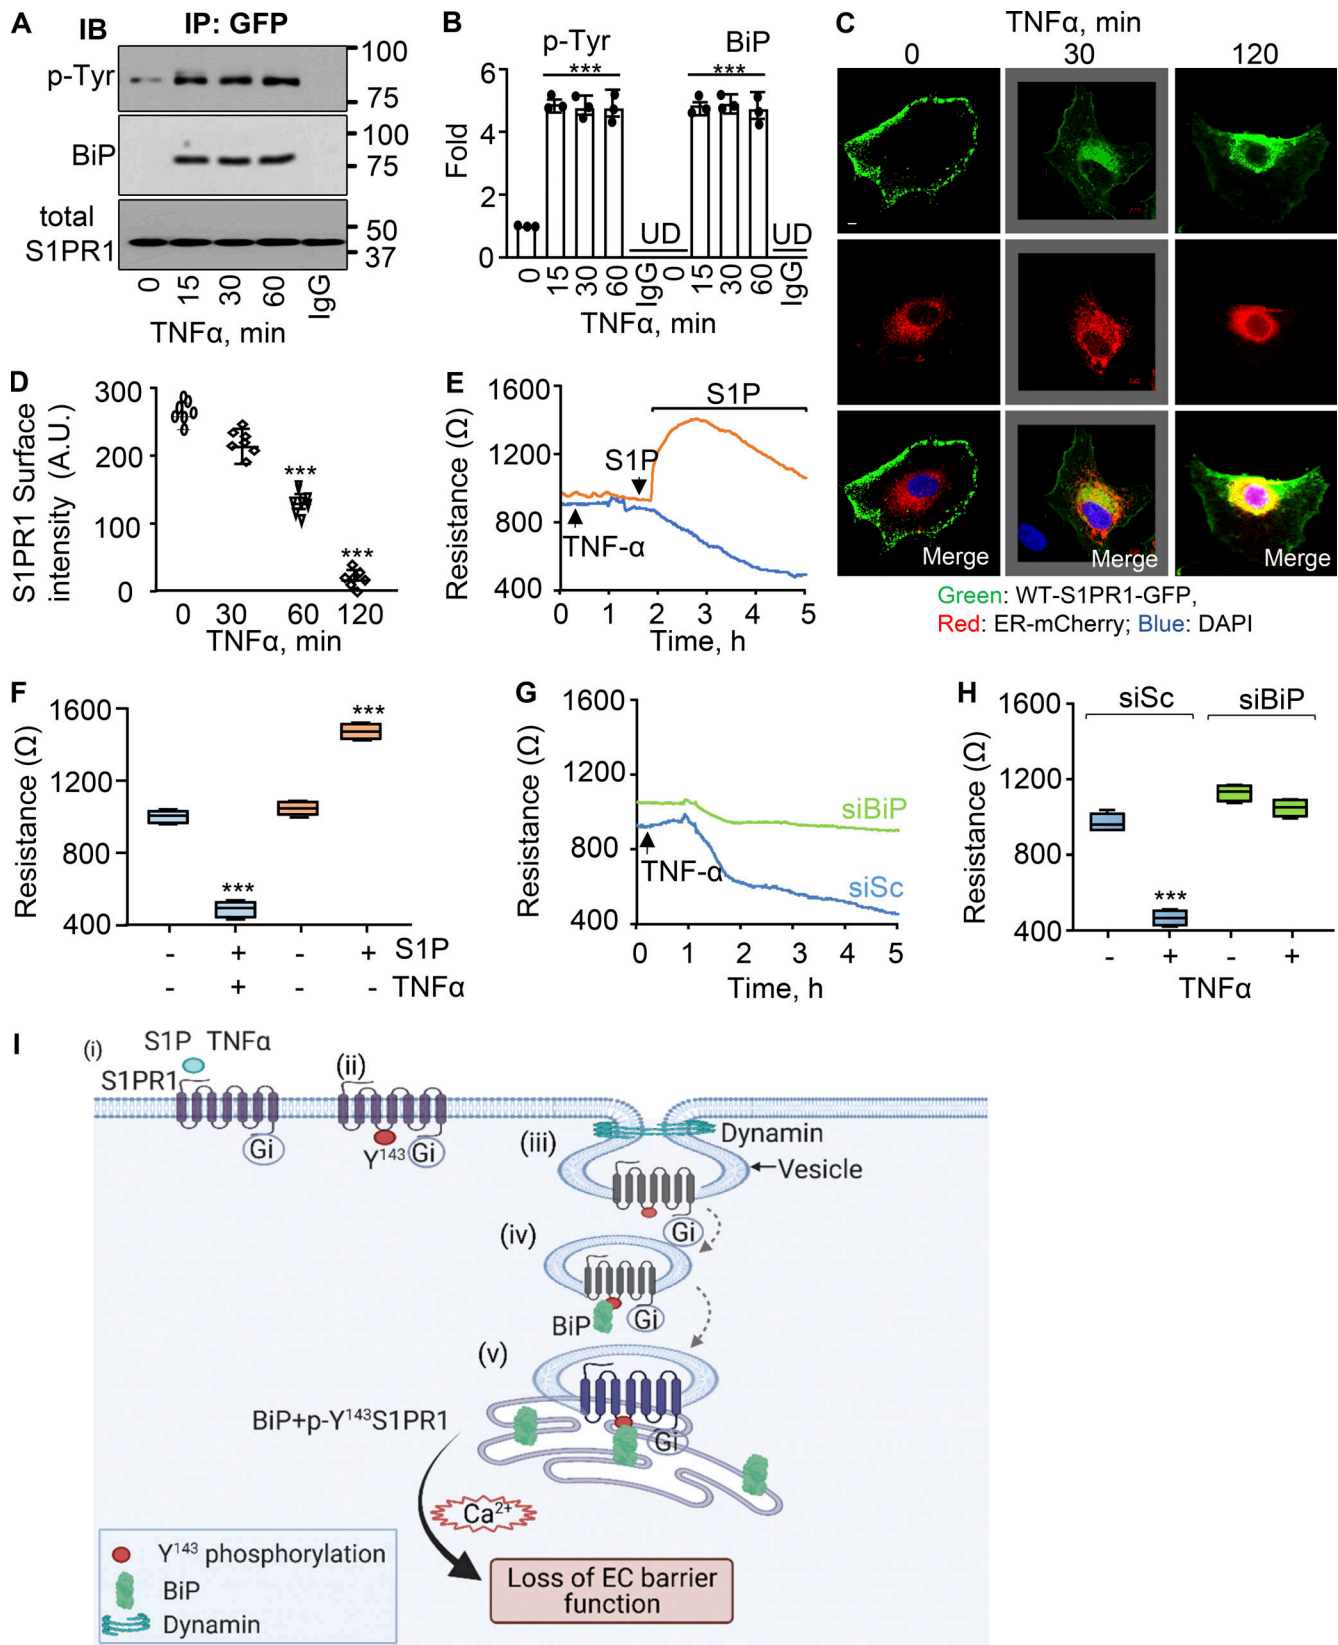 A
IB
IP: GFP
p-Tyr
100
75
BiP
100
75
total
S1PR1
50
37
0 15 30 60 IgG
TNFα, min
B
p-Tyr BiP
*** ***
Fold
6
4
2
0
UD UD
0 15 30 60 IgG 0 15 30 60 IgG
TNFα, min
C
TNFα, min
0 30 120
Merge Merge Merge
Green: WT-S1PR1-GFP,
Red: ER-mCherry; Blue: DAPI
D
S1PR1 Surface
intensity (A.U.)
300
200
100
0
***
***
0 30 60 120
TNFα, min
E
Resistance (Ω)
1600
1200
800
400
S1P
S1P
TNF-α
0 1 2 3 4 5
Time, h
F
Resistance (Ω)
1600
1200
800
400
***
***
- + - + S1P
- + - - TNFα
G
Resistance (Ω)
1600
1200
800
400
siBiP
TNF-α
siSc
0 1 2 3 4 5
Time, h
H
siSc siBiP
Resistance (Ω)
1600
1200
800
400
***
- + - +
TNFα
I
(i)
S1P TNFα
S1PR1
Gi
(ii)
Y143 Gi
(iii)
Dynamin
Vesicle
Gi
(iv)
BiP
Gi
(v)
BiP+p-Y143S1PR1
Gi
Ca2+
Loss of EC barrier
function
Y143 phosphorylation
BiP
Dynamin